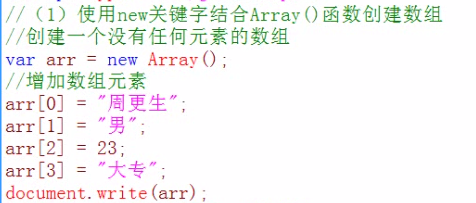 //（1）使用new关键字结合Array()函数创建数组
//创建一个没有任何元素的数组
var arr = new Array();
//增加数组元素
arr[0] = "周更生";
arr[1] = "男";
arr[2] = 23;
arr[3] = "大专";
document.write(arr);